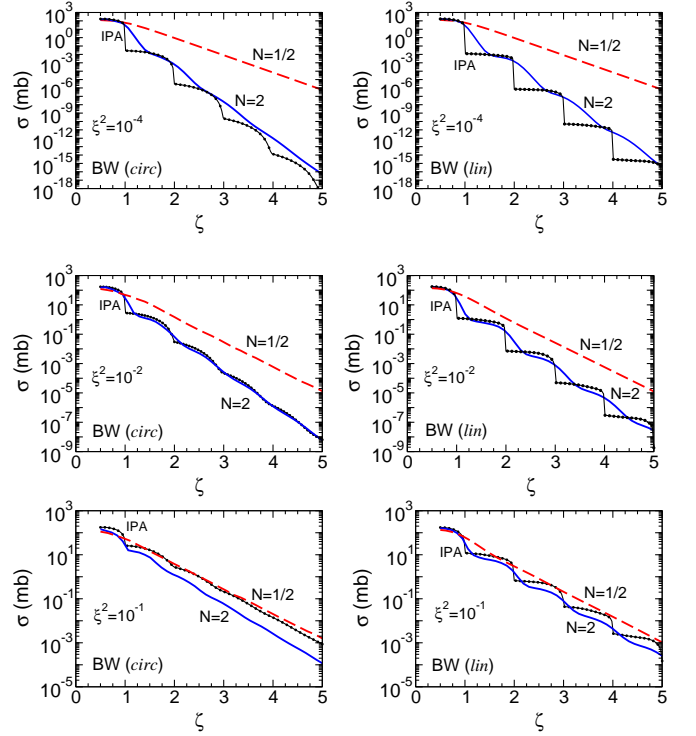 10^3
10^0
10^-3
10^-6
10^-9
10^-12
10^-15
10^-18
σ (mb)
IPA
N=1/2
N=2
ξ²=10^-4
BW (circ)
0 1 2 3 4 5
ζ
10^3
10^0
10^-3
10^-6
10^-9
10^-12
10^-15
10^-18
σ (mb)
N=1/2
IPA
N=2
ξ²=10^-4
BW (lin)
0 1 2 3 4 5
ζ
10^3
10^1
10^-1
10^-3
10^-5
10^-7
10^-9
σ (mb)
IPA
N=1/2
ξ²=10^-2
N=2
BW (circ)
0 1 2 3 4 5
ζ
10^3
10^1
10^-1
10^-3
10^-5
10^-7
10^-9
σ (mb)
IPA
N=1/2
ξ²=10^-2
N=2
BW (lin)
0 1 2 3 4 5
ζ
10^3
10^1
10^-1
10^-3
10^-5
σ (mb)
IPA
N=1/2
ξ²=10^-1
N=2
BW (circ)
0 1 2 3 4 5
ζ
10^3
10^1
10^-1
10^-3
10^-5
σ (mb)
IPA
N=1/2
ξ²=10^-1
N=2
BW (lin)
0 1 2 3 4 5
ζ